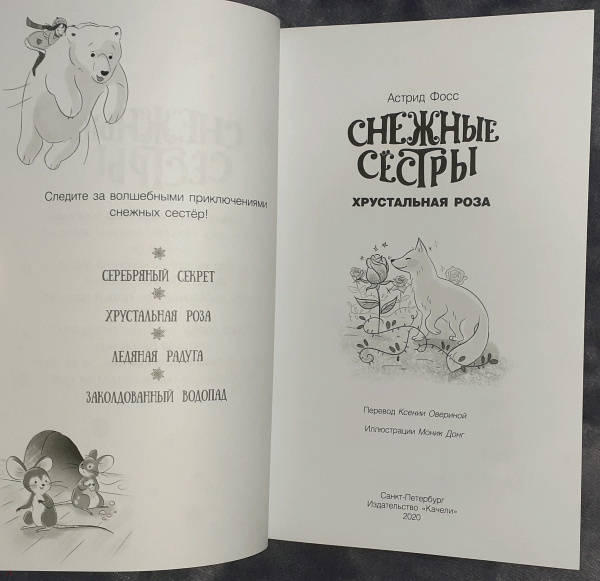 Следите за волшебными приключениями
снежных сестёр!
СЕРЕБРЯНЫЙ СЕКРЕТ
ХРУСТАЛЬНАЯ РОЗА
ЛЕДЯНАЯ РАДУГА
ЗАКОЛДОВАННЫЙ ВОДОПАД
Астрид Фосс
СНЕЖНЫЕ
СЁСТРЫ
ХРУСТАЛЬНАЯ РОЗА
Перевод Ксении Овериной
Иллюстрации Моник Донг
Санкт-Петербург
Издательство «Качели»
2020